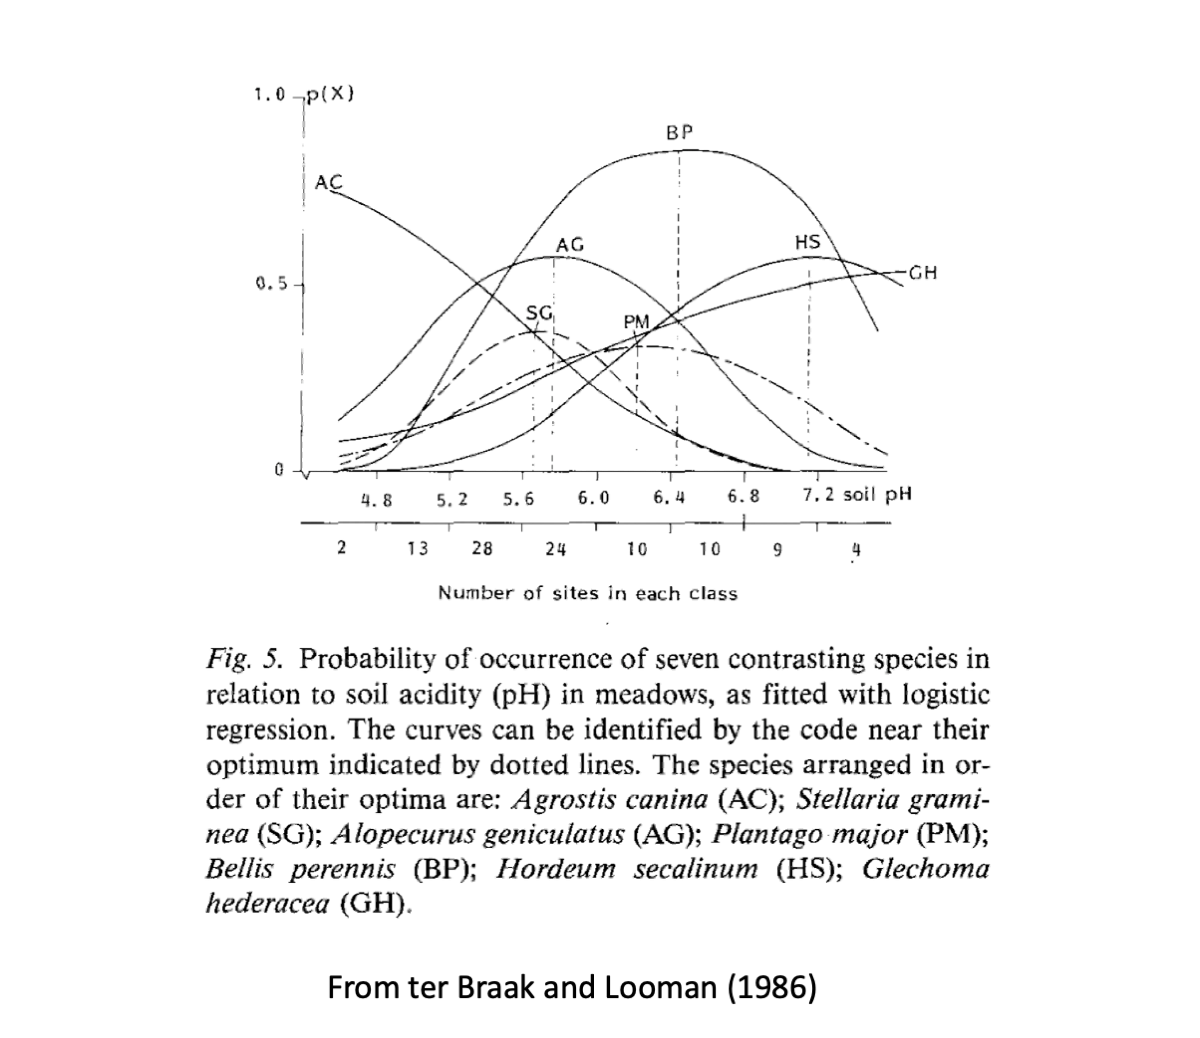 1.0 p(X)
BP
AC
AG
HS
GH
0.5
SG
PM
0
4.8 5.2 5.6 6.0 6.4 6.8 7.2 soil pH
2 13 28 24 10 10 9 4
Number of sites in each class
Fig. 5. Probability of occurrence of seven contrasting species in
relation to soil acidity (pH) in meadows, as fitted with logistic
regression. The curves can be identified by the code near their
optimum indicated by dotted lines. The species arranged in or-
der of their optima are: Agrostis canina (AC); Stellaria grami-
nea (SG); Alopecurus geniculatus (AG); Plantago major (PM);
Bellis perennis (BP); Hordeum secalinum (HS); Glechoma
hederacea (GH).
From ter Braak and Looman (1986)